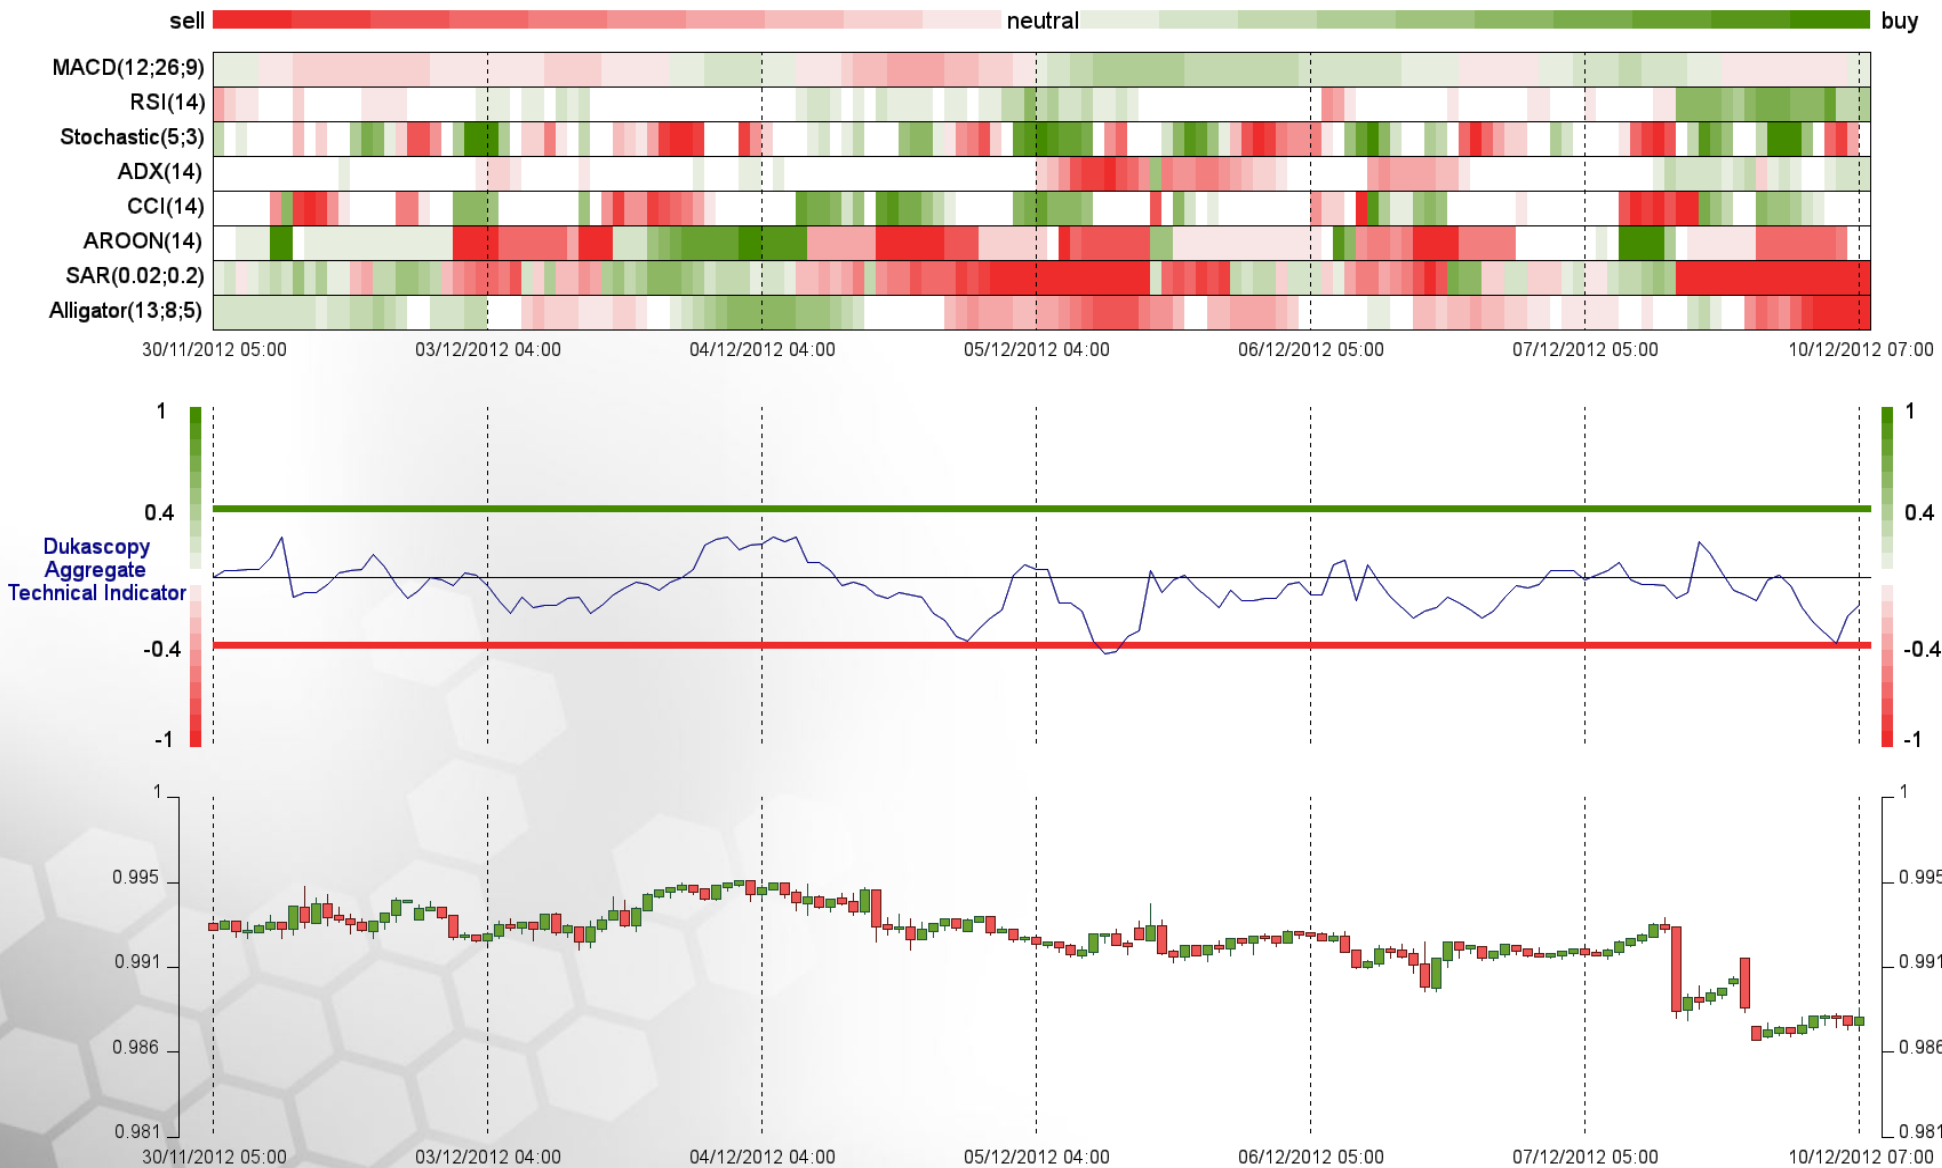 sell neutral buy
MACD(12;26;9)
RSI(14)
Stochastic(5;3)
ADX(14)
CCI(14)
AROON(14)
SAR(0.02;0.2)
Alligator(13;8;5)
30/11/2012 05:00 03/12/2012 04:00 04/12/2012 04:00 05/12/2012 04:00 06/12/2012 05:00 07/12/2012 05:00 10/12/2012 07:00
1 1
0.4 0.4
Dukascopy
Aggregate
Technical Indicator
-0.4 -0.4
-1 -1
1 1
0.995 0.995
0.991 0.991
0.986 0.986
0.981 0.981
30/11/2012 05:00 03/12/2012 04:00 04/12/2012 04:00 05/12/2012 04:00 06/12/2012 05:00 07/12/2012 05:00 10/12/2012 07:00